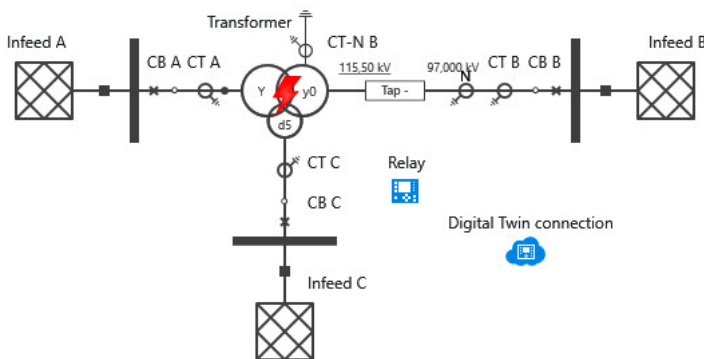 Transformer
Infeed A
CB A
CT A
CT-N B
115,50 kV
97,000 kV
N
CT B
CB B
Infeed B
Y
y0
Tap -
d5
CT C
Relay
CB C
Digital Twin connection
Infeed C